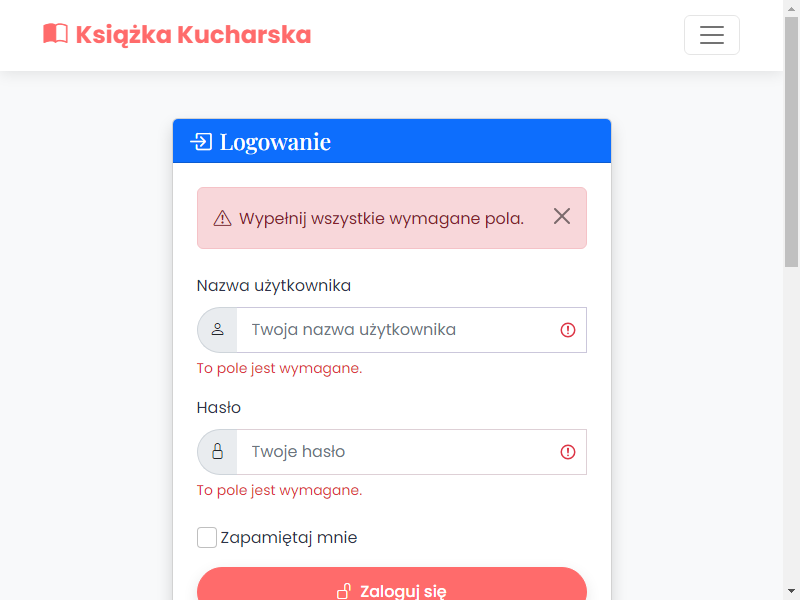 Książka Kucharska
Logowanie
Wypełnij wszystkie wymagane pola.
Nazwa użytkownika
Twoja nazwa użytkownika
To pole jest wymagane.
Hasło
Twoje hasło
To pole jest wymagane.
Zapamiętaj mnie
Zaloguj się